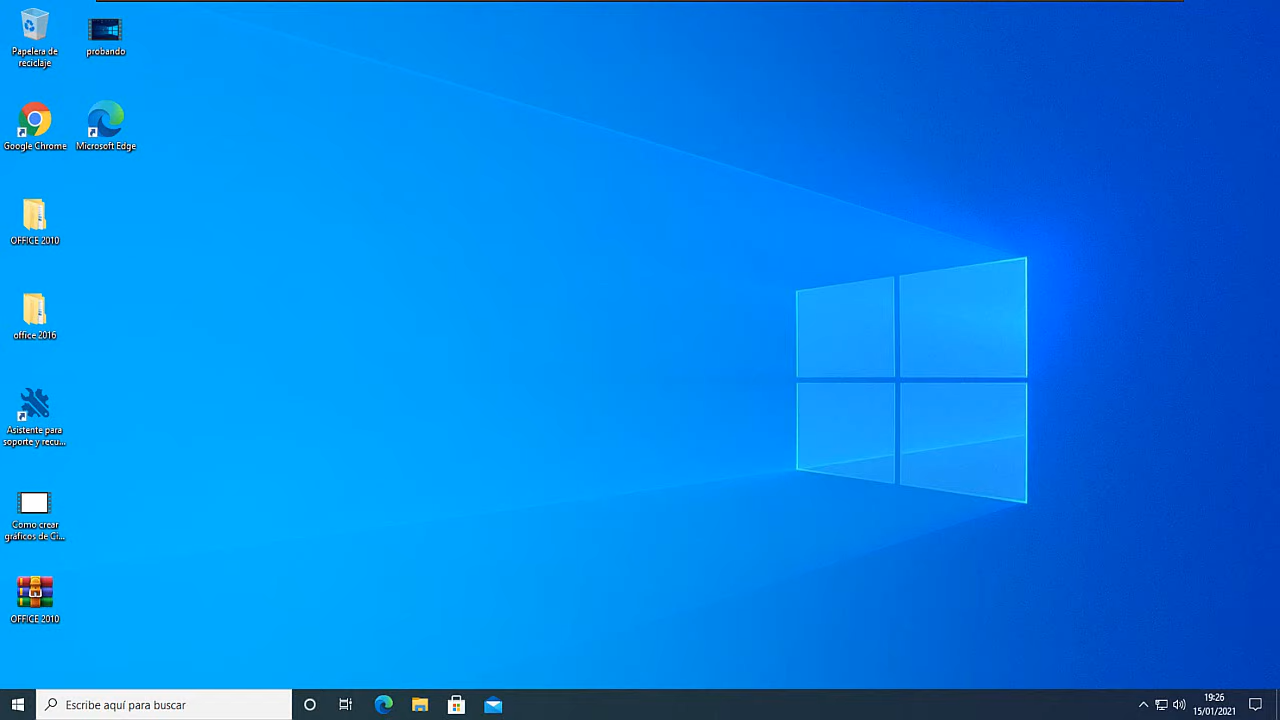 Papelera de
reciclaje
probando
Google Chrome
Microsoft Edge
OFFICE 2010
office 2016
Asistente para
soporte y recu...
Como crear
graficos de Ci...
OFFICE 2010
Escribe aquí para buscar
19:26
15/01/2021